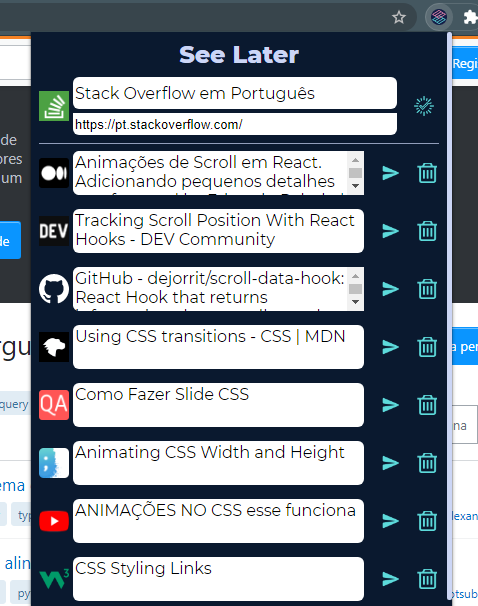 See Later
Stack Overflow em Português
https://pt.stackoverflow.com/
Animações de Scroll em React.
Adicionando pequenos detalhes
DEV
Tracking Scroll Position With React
Hooks - DEV Community
GitHub - dejorrit/scroll-data-hook:
React Hook that returns
Using CSS transitions - CSS | MDN
QA
Como Fazer Slide CSS
Animating CSS Width and Height
ANIMAÇÕES NO CSS esse funciona
W3
CSS Styling Links
Regi
de
ores
um
de
rgu
query
ema
typ
alin
py
a per
na
lexan
otsub